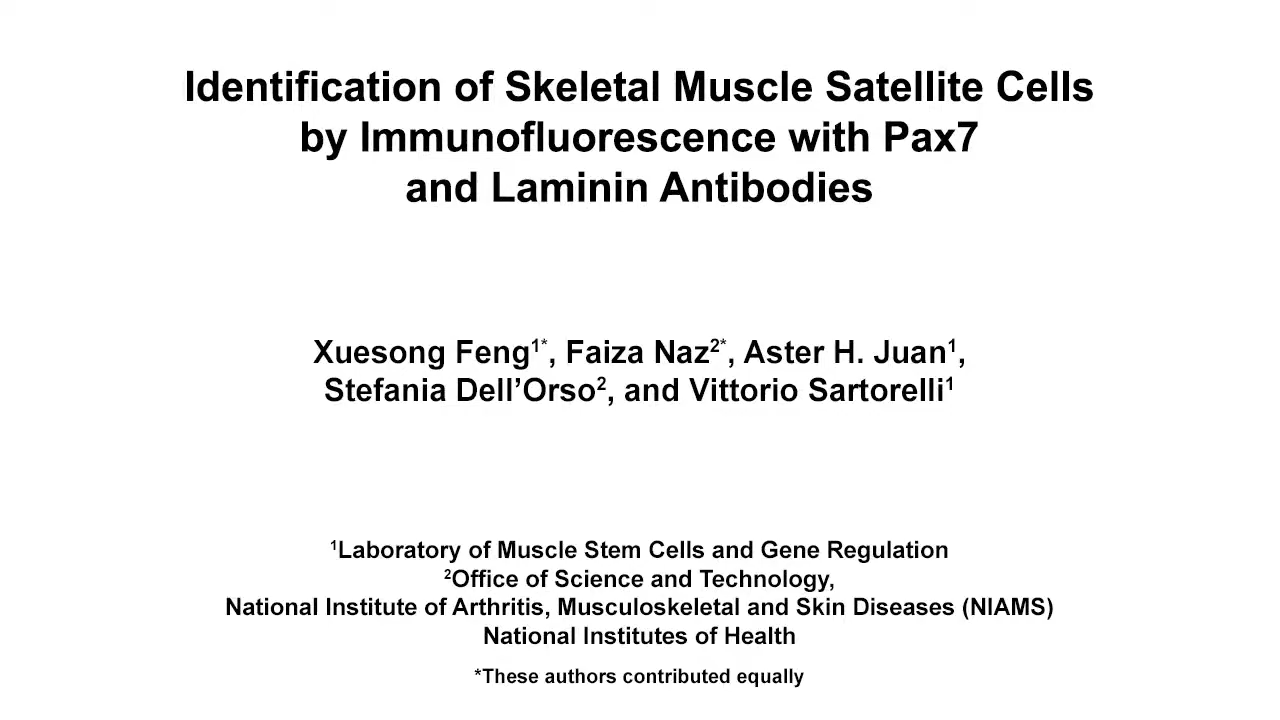 Identification of Skeletal Muscle Satellite Cells
by Immunofluorescence with Pax7
and Laminin Antibodies
Xuesong Feng¹*, Faiza Naz²*, Aster H. Juan¹,
Stefania Dell’Orso², and Vittorio Sartorelli¹
¹Laboratory of Muscle Stem Cells and Gene Regulation
²Office of Science and Technology,
National Institute of Arthritis, Musculoskeletal and Skin Diseases (NIAMS)
National Institutes of Health
*These authors contributed equally